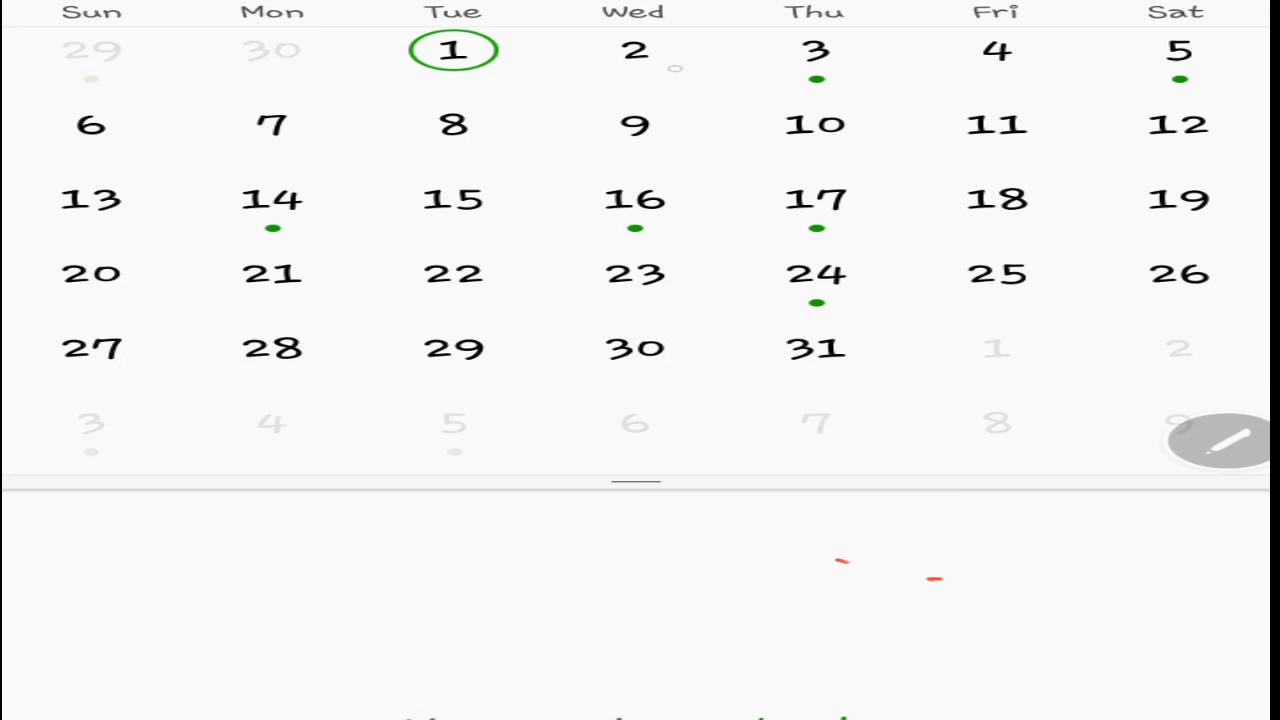 Sun Mon Tue Wed Thu Fri Sat
29 30 1 2 3 4 5
6 7 8 9 10 11 12
13 14 15 16 17 18 19
20 21 22 23 24 25 26
27 28 29 30 31 1 2
3 4 5 6 7 8 9